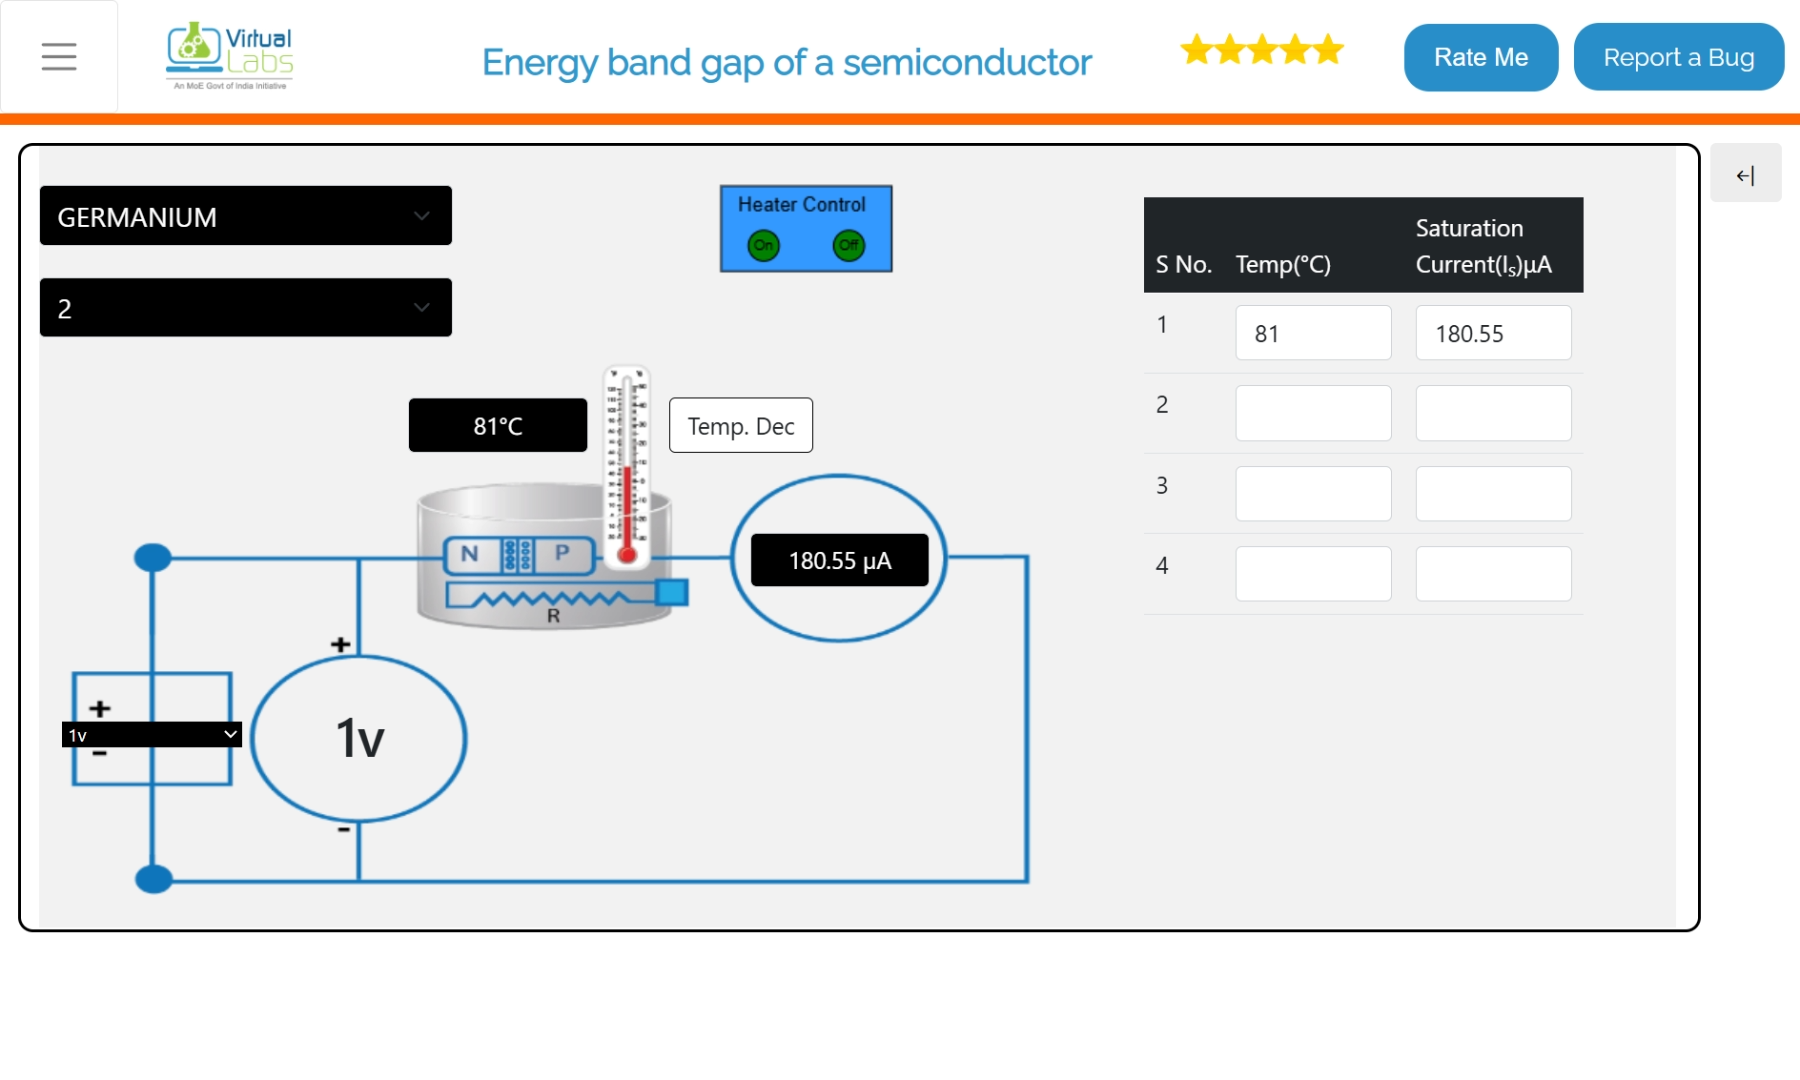 Virtual
Labs
An MoE Govt of India Initiative
Energy band gap of a semiconductor
Rate Me
Report a Bug
GERMANIUM
2
Heater Control
On
Off
81°C
Temp. Dec
N
P
R
180.55 µA
+
1v
-
+
1v
-
S No.
Temp(°C)
Saturation
Current(Iₛ)µA
1
81
180.55
2
3
4